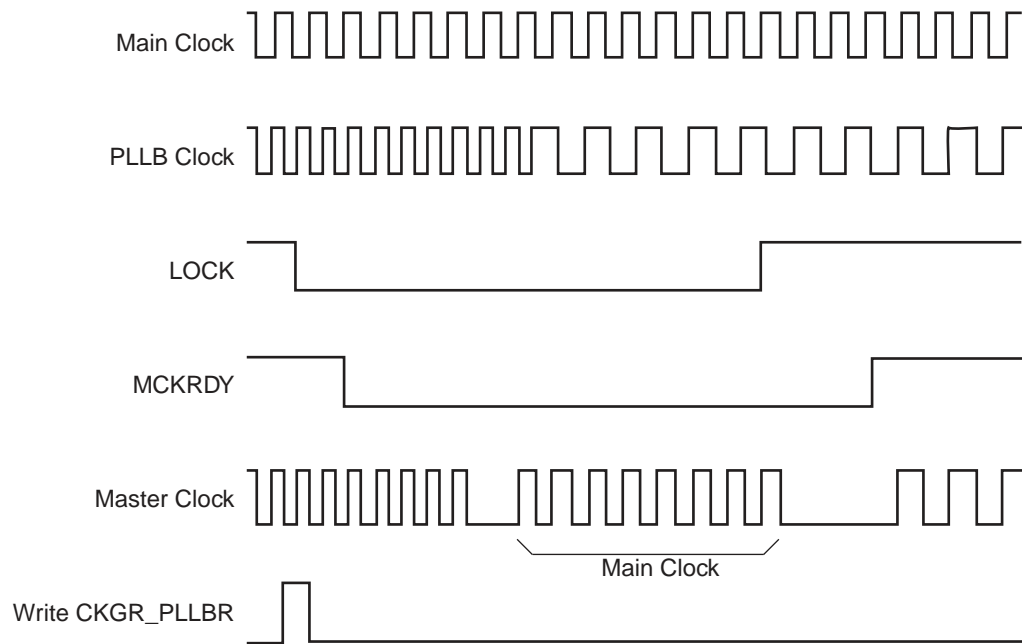 Main Clock
PLLB Clock
LOCK
MCKRDY
Master Clock
Main Clock
Write CKGR_PLLBR